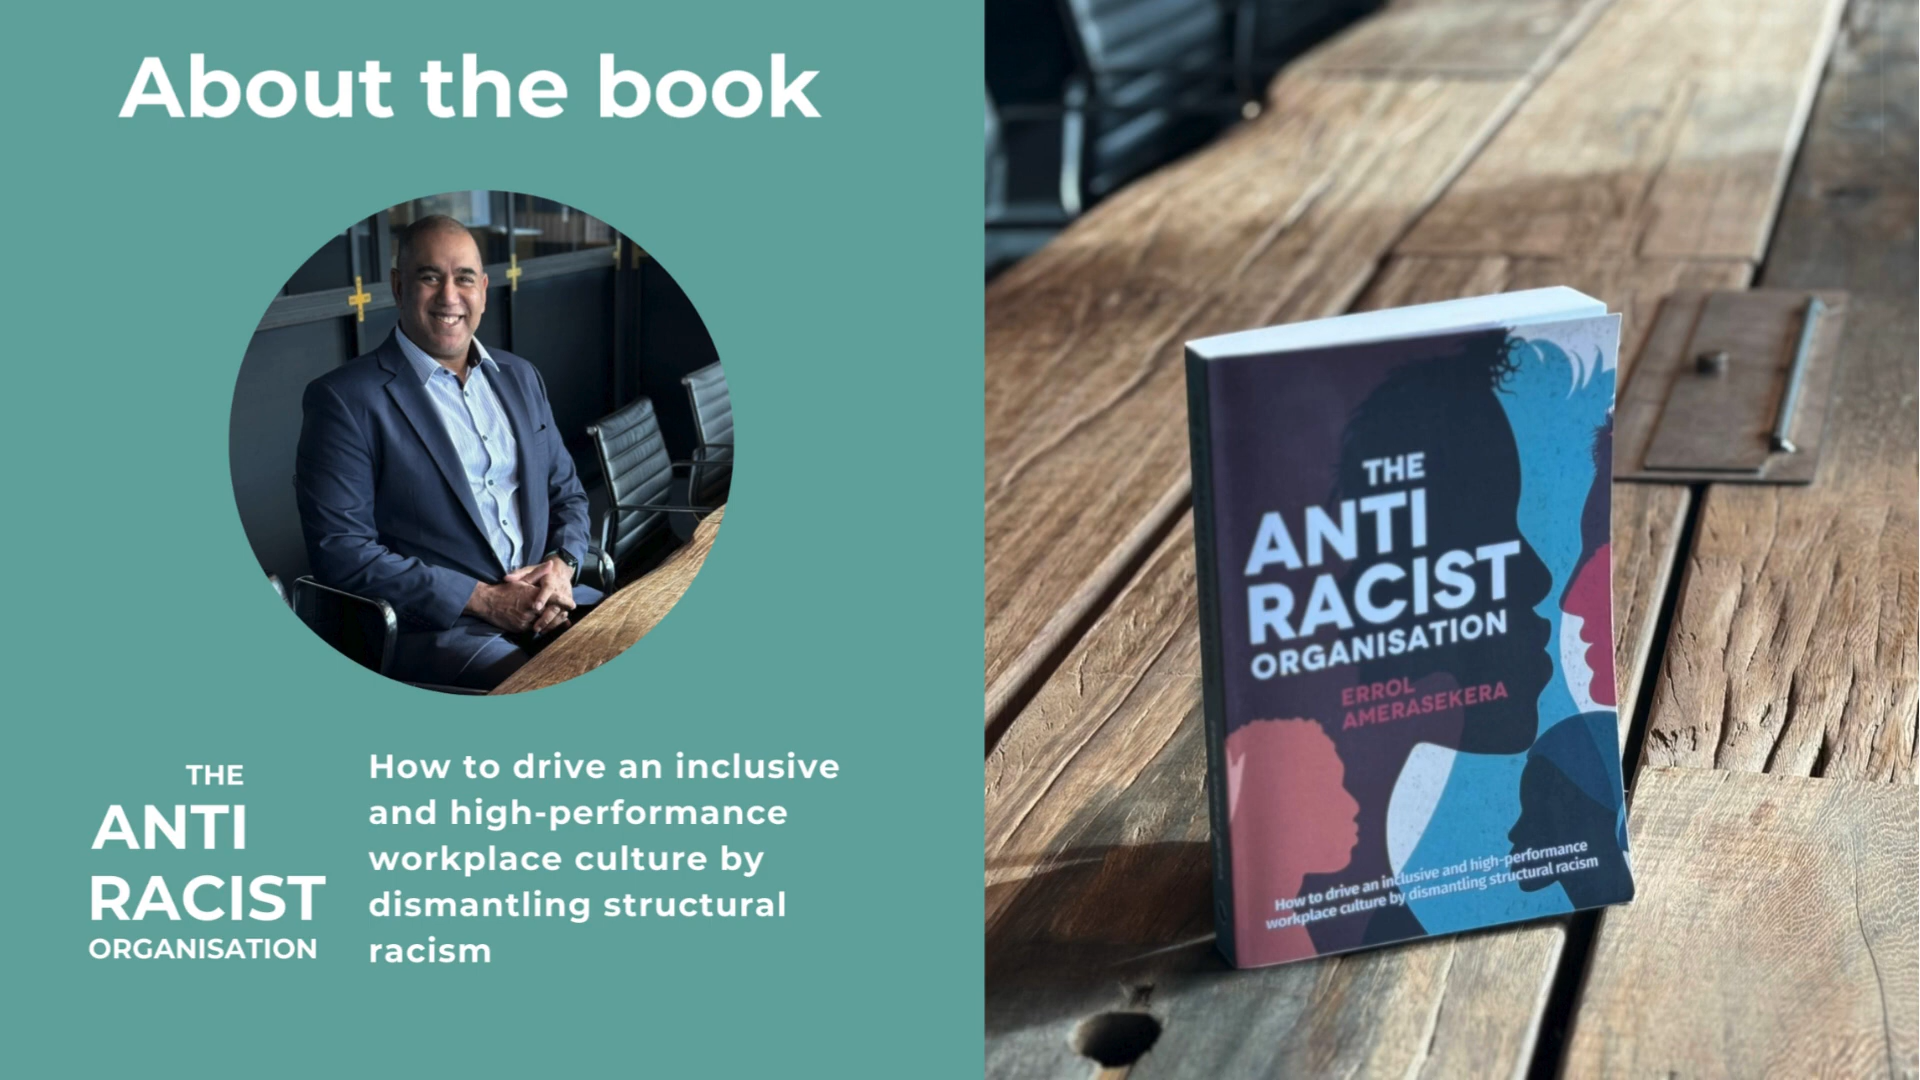 About the book
THE
ANTI
RACIST
ORGANISATION
How to drive an inclusive
and high-performance
workplace culture by
dismantling structural
racism
THE
ANTI
RACIST
ORGANISATION
ERROL
AMERASEKERA
How to drive an inclusive and high-performance
workplace culture by dismantling structural racism